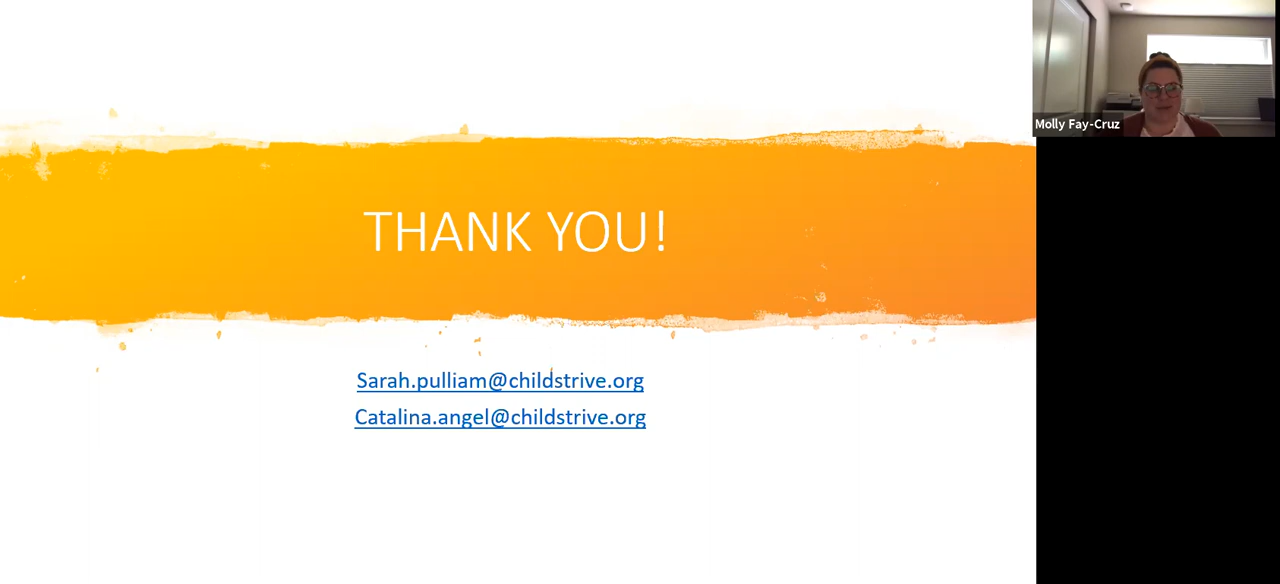 THANK YOU!
Sarah.pulliam@childstrive.org
Catalina.angel@childstrive.org
Molly Fay-Cruz